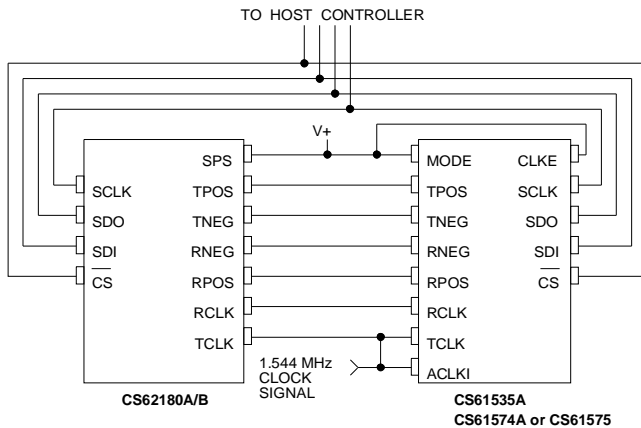 TO HOST CONTROLLER
V+
SPS
SCLK
TPOS
SDO
TNEG
SDI
RNEG
CS
RPOS
RCLK
TCLK
MODE
CLKE
TPOS
SCLK
TNEG
SDO
RNEG
SDI
RPOS
CS
RCLK
TCLK
ACLKI
1.544 MHz
CLOCK
SIGNAL
CS62180A/B
CS61535A
CS61574A or CS61575